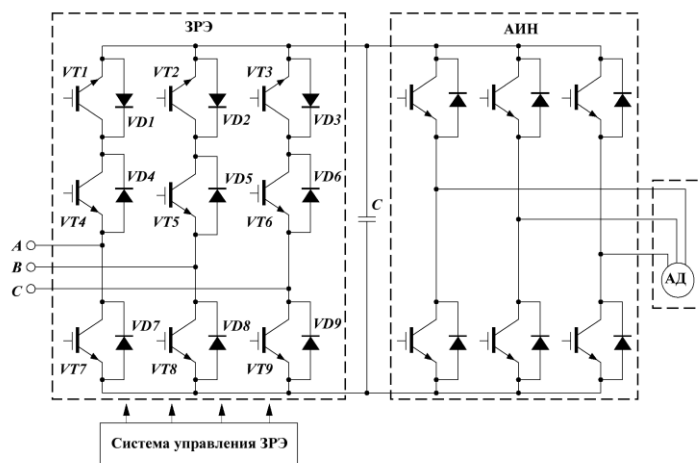 ЗРЭ
АИН
VT1
VT2
VT3
VD1
VD2
VD3
VD4
VD5
VD6
VT4
VT5
VT6
C
A
B
C
АД
VD7
VD8
VD9
VT7
VT8
VT9
Система управления ЗРЭ